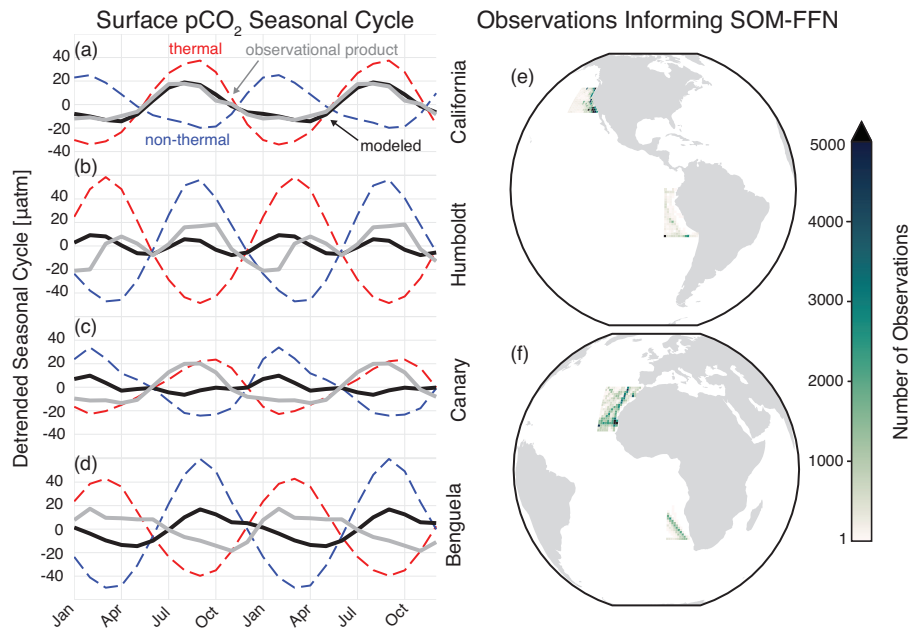 Surface pCO2 Seasonal Cycle
Observations Informing SOM-FFN
Detrended Seasonal Cycle [µatm]
(a)
thermal
observational product
non-thermal
modeled
40
20
0
-20
40
California
(b)
40
20
0
-20
-40
Humboldt
(c)
40
20
0
-20
-40
Canary
(d)
40
20
0
-20
-40
Benguela
Jan
Apr
Jul
Oct
Jan
Apr
Jul
Oct
(e)
(f)
5000
4000
3000
2000
1000
1
Number of Observations